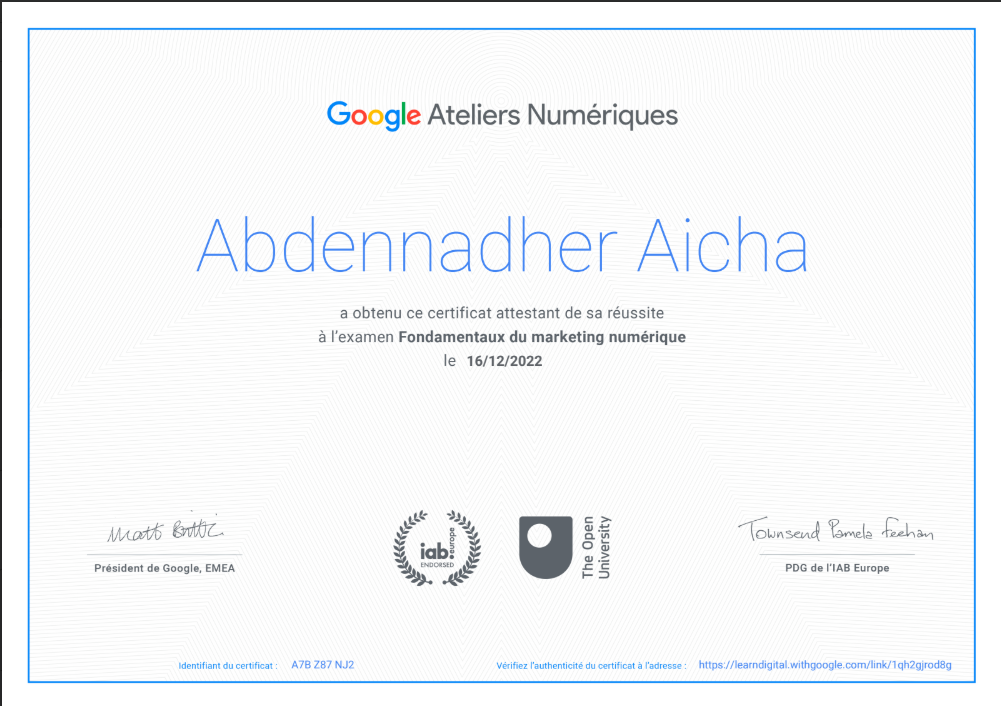 Google Ateliers Numériques
Abdennadher Aicha
a obtenu ce certificat attestant de sa réussite
à l'examen Fondamentaux du marketing numérique
le 16/12/2022
Matt Brittin
Président de Google, EMEA
iab.europe
ENDORSED
The Open
University
Townsend Pamela Feehan
PDG de l'IAB Europe
Identifiant du certificat : A7B Z87 NJ2
Vérifiez l'authenticité du certificat à l'adresse : https://learndigital.withgoogle.com/link/1qh2gjrod8g